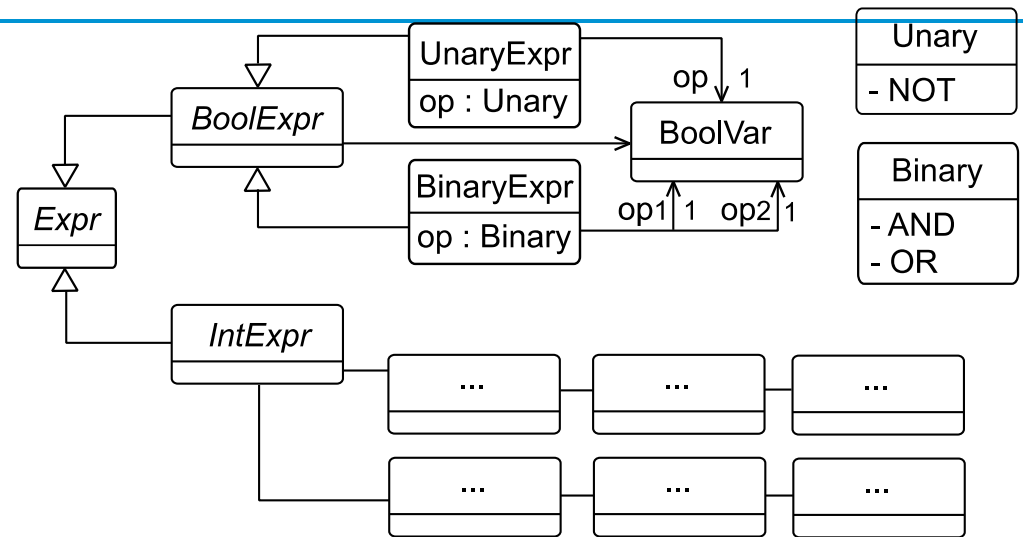 UnaryExpr
op : Unary
Unary
- NOT
op 1
BoolExpr
BoolVar
BinaryExpr
op : Binary
op1 1 op2 1
Binary
- AND
- OR
Expr
IntExpr
...
...
...
...
...
...